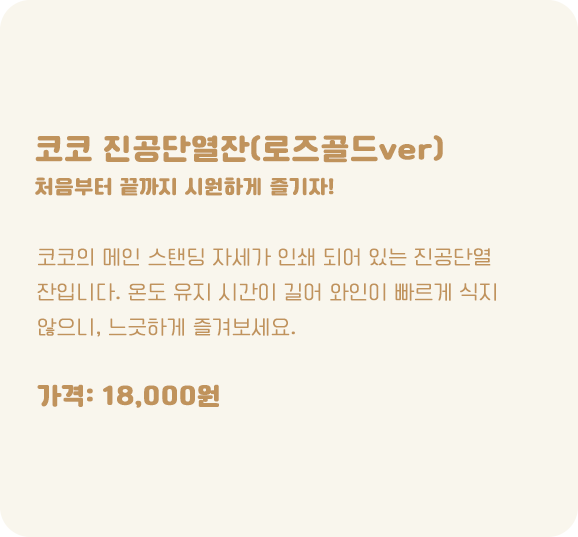 코코 진공단열잔(로즈골드ver)
처음부터 끝까지 시원하게 즐기자!
코코의 메인 스탠딩 자세가 인쇄 되어 있는 진공단열
잔입니다. 온도 유지 시간이 길어 와인이 빠르게 식지
않으니, 느긋하게 즐겨보세요.
가격: 18,000원